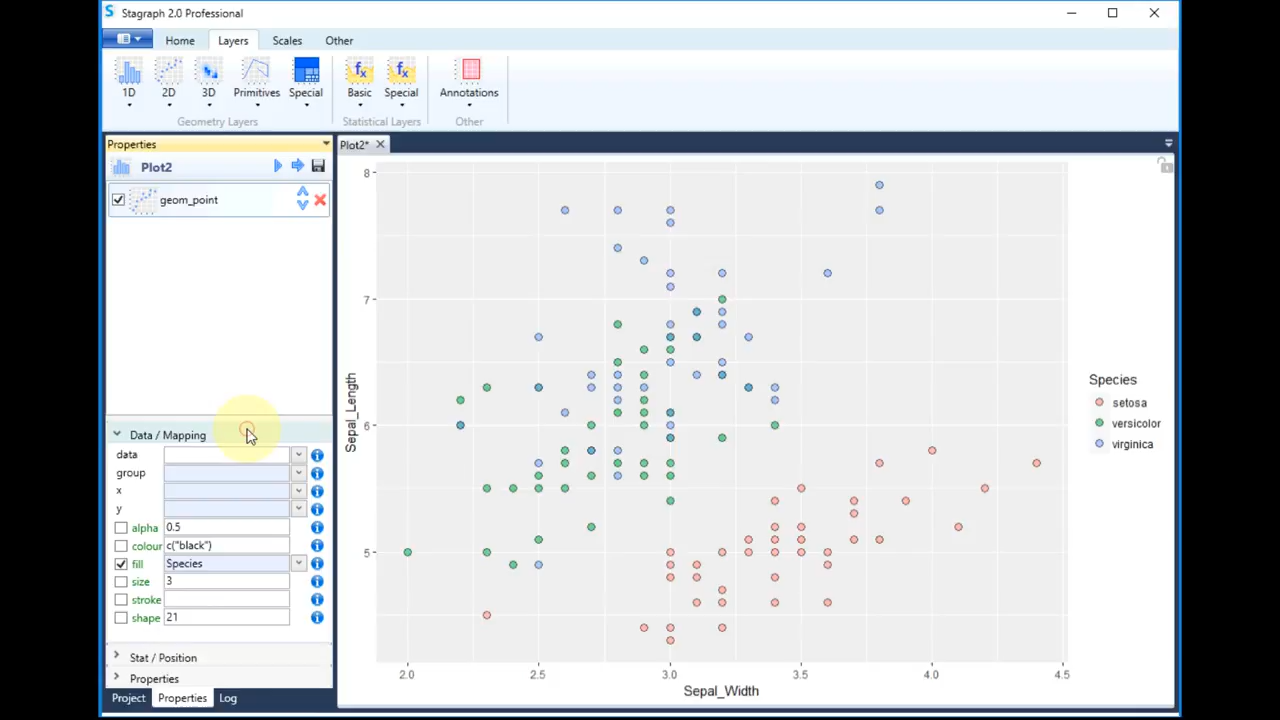 Stagraph 2.0 Professional
Home Layers Scales Other
1D 2D 3D Primitives Special Basic Special Annotations
Geometry Layers Statistical Layers Other
Properties
Plot2* 
Plot2
geom_point
Data / Mapping
data
group
x
y
alpha 0.5
colour c("black")
fill Species
size 3
stroke
shape 21
Stat / Position
Properties
Project Properties Log
8
7
6
5
Sepal_Length
2.0 2.5 3.0 3.5 4.0 4.5
Sepal_Width
Species
setosa
versicolor
virginica